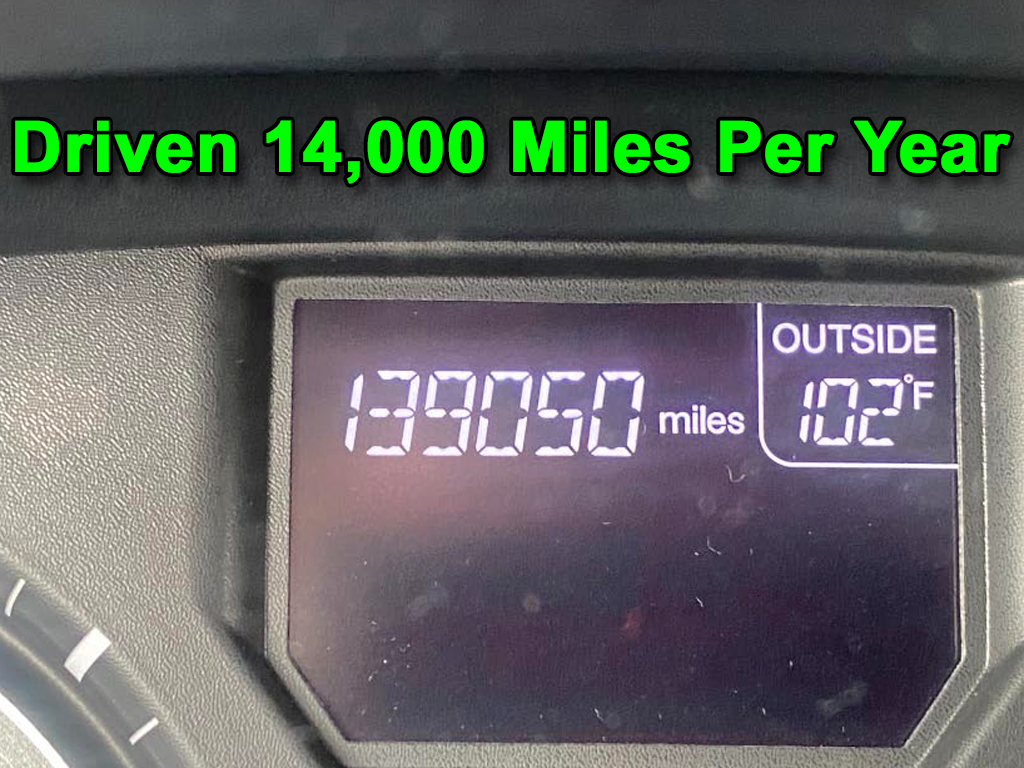 Driven 14,000 Miles Per Year
OUTSIDE
139050 miles
102°F